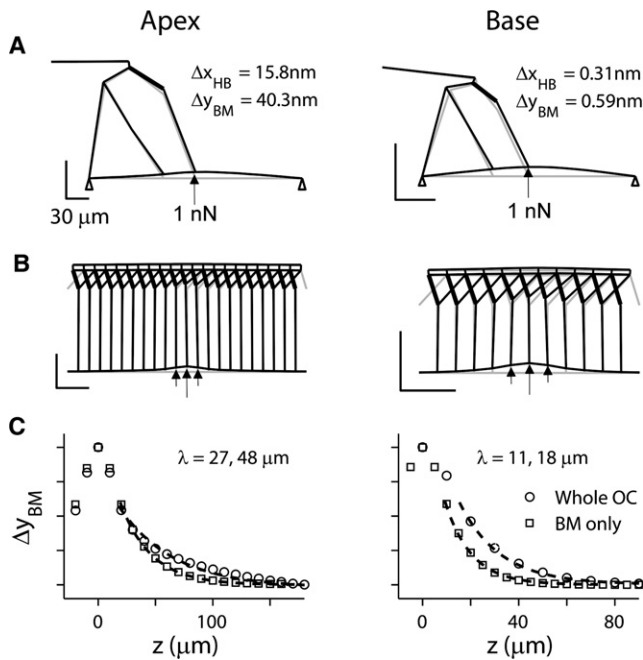 Apex
Base
A
Δx_HB = 15.8nm
Δy_BM = 40.3nm
Δx_HB = 0.31nm
Δy_BM = 0.59nm
30 μm
1 nN
1 nN
B
C
λ = 27, 48 μm
λ = 11, 18 μm
Whole OC
BM only
Δy_BM
0
100
0
40
80
z (μm)
z (μm)